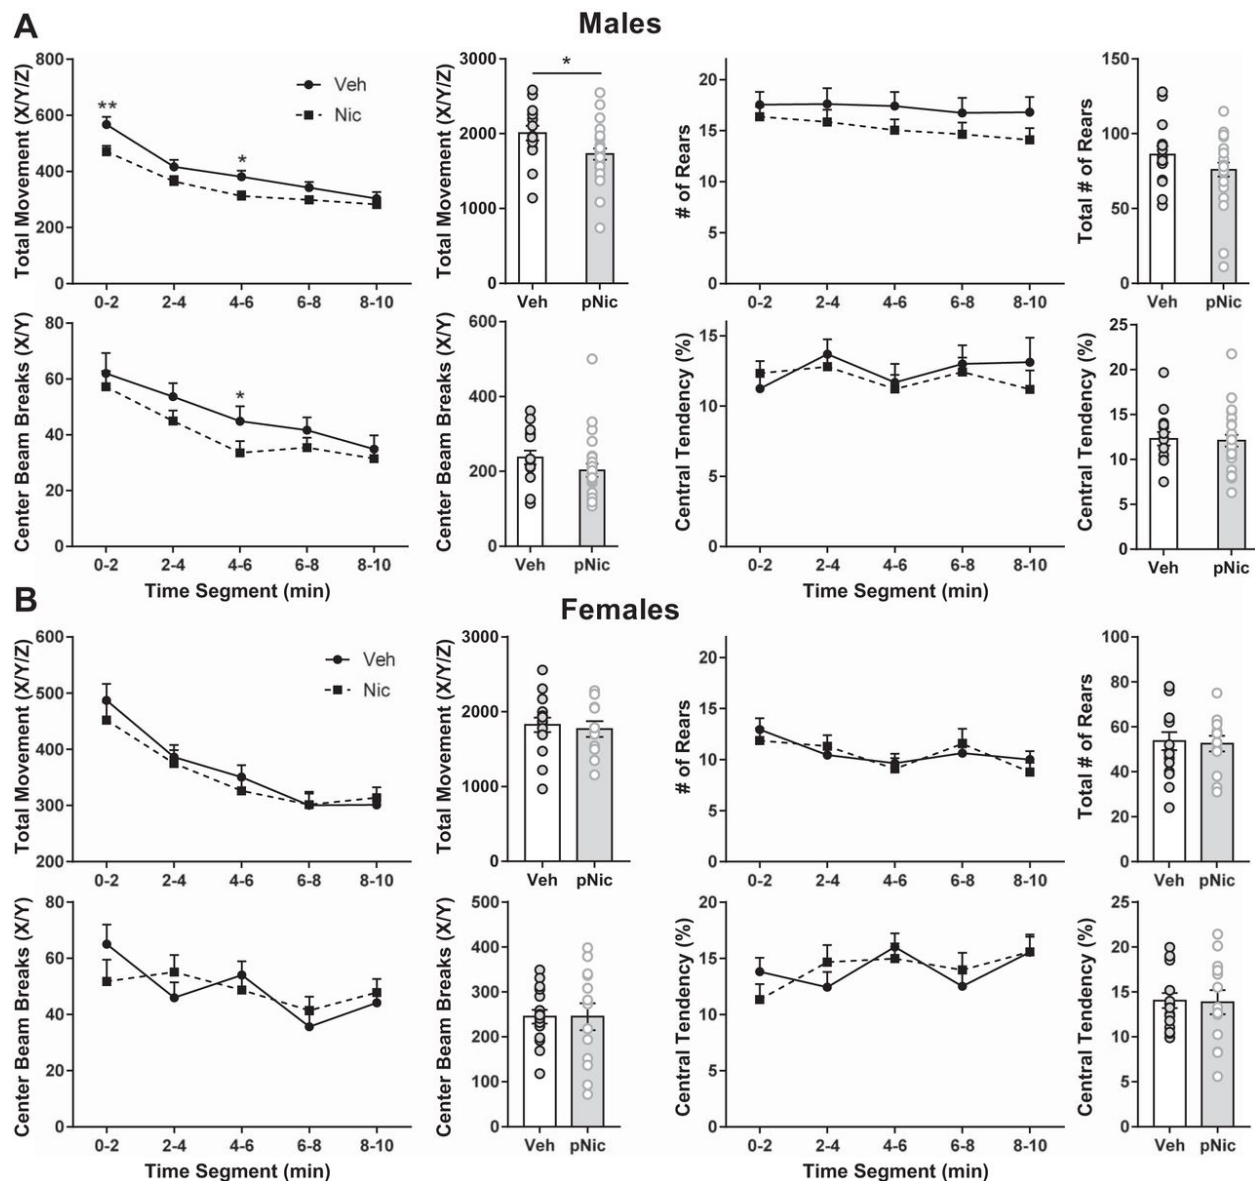 A
Males
Total Movement (X/Y/Z)
800
600
400
200
0
**
*
Veh
Nic
0-2
2-4
4-6
6-8
8-10
Total Movement (X/Y/Z)
3000
2000
1000
0
*
Veh
pNic
# of Rears
20
15
10
5
0
0-2
2-4
4-6
6-8
8-10
Total # of Rears
150
100
50
0
Veh
pNic
Center Beam Breaks (X/Y)
80
60
40
20
0
*
0-2
2-4
4-6
6-8
8-10
Time Segment (min)
Center Beam Breaks (X/Y)
600
400
200
0
Veh
pNic
Central Tendency (%)
15
10
5
0
0-2
2-4
4-6
6-8
8-10
Time Segment (min)
Central Tendency (%)
25
20
15
10
5
0
Veh
pNic
B
Females
Total Movement (X/Y/Z)
600
500
400
300
200
Veh
Nic
0-2
2-4
4-6
6-8
8-10
Total Movement (X/Y/Z)
3000
2000
1000
0
Veh
pNic
# of Rears
20
15
10
5
0
0-2
2-4
4-6
6-8
8-10
Total # of Rears
100
80
60
40
20
0
Veh
pNic
Center Beam Breaks (X/Y)
80
60
40
20
0
0-2
2-4
4-6
6-8
8-10
Time Segment (min)
Center Beam Breaks (X/Y)
500
400
300
200
100
0
Veh
pNic
Central Tendency (%)
20
15
10
5
0
0-2
2-4
4-6
6-8
8-10
Time Segment (min)
Central Tendency (%)
25
20
15
10
5
0
Veh
pNic